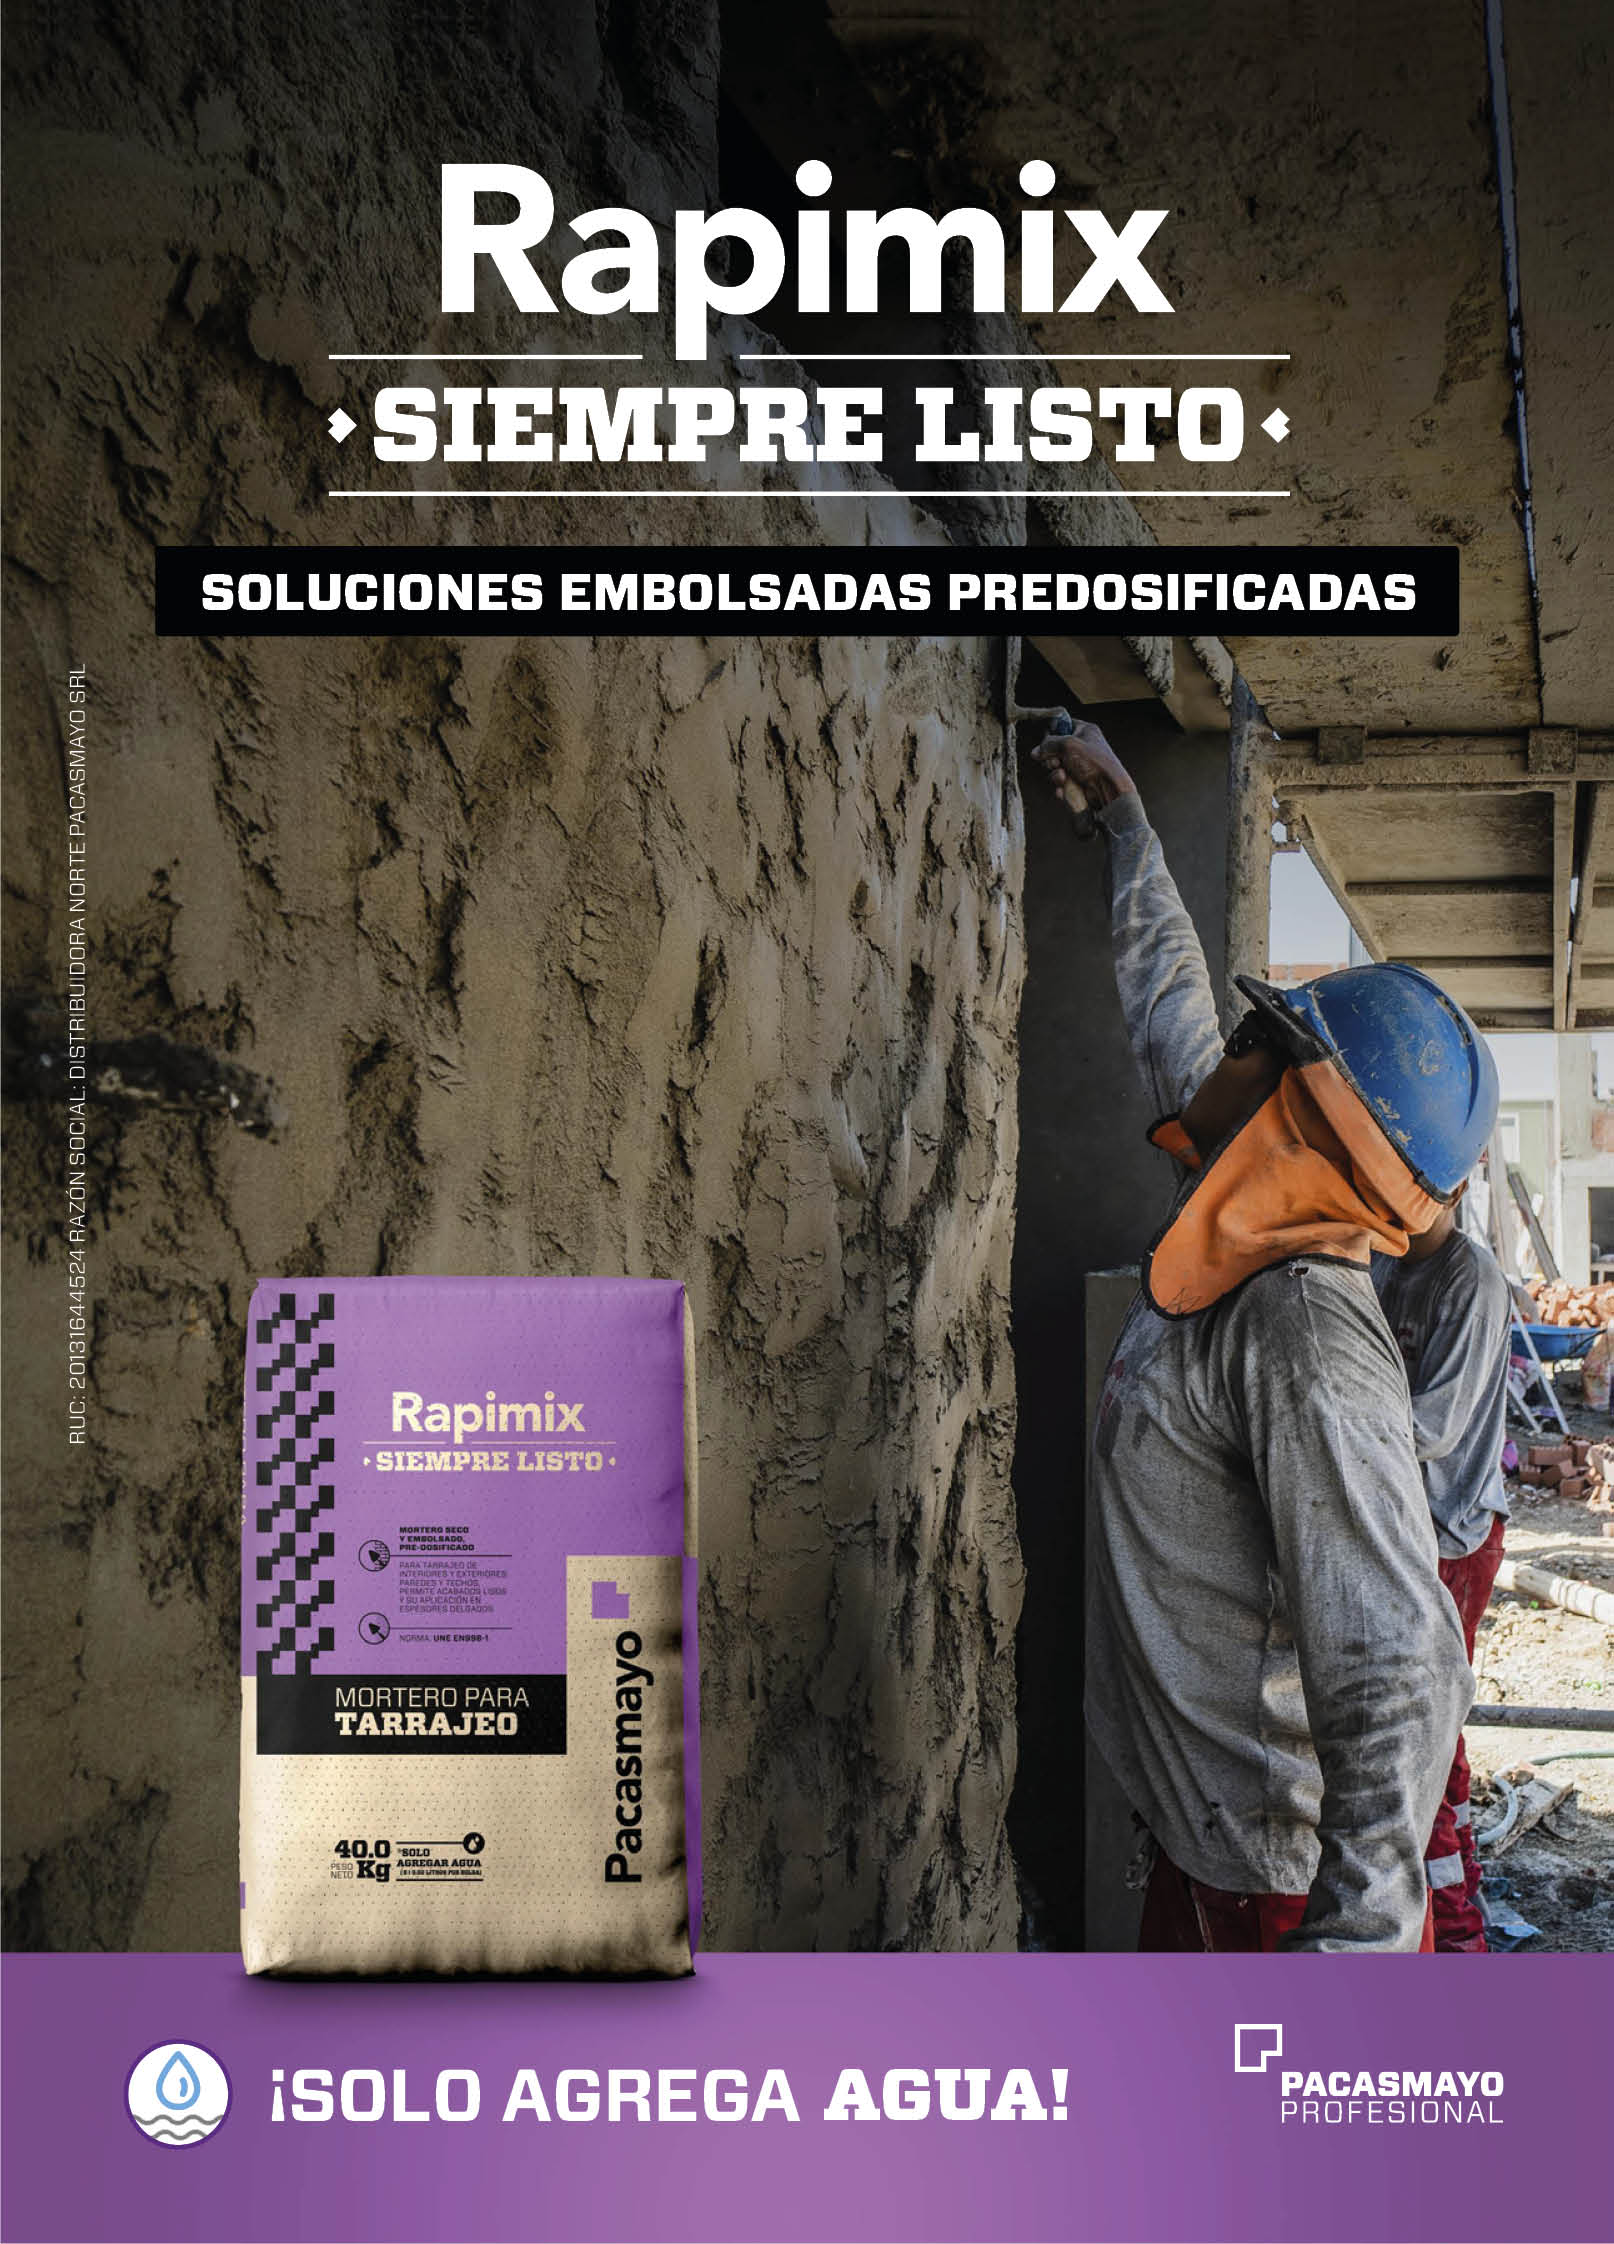 Rapimix
SIEMPRE LISTO
SOLUCIONES EMBOLSADAS PREDOSIFICADAS
RUC: 20131644524 RAZÓN SOCIAL: DISTRIBUIDORA NORTE PACASMAYO SRL
Rapimix
SIEMPRE LISTO
MORTERO SECO
Y EMBOLSADO,
PRE-DOSIFICADO
PARA TARRAJEO DE
INTERIORES Y EXTERIORES
PAREDES Y TECHOS,
PERMITE ACABADOS LISOS
Y SU APLICACIÓN EN
ESPESORES DELGADOS
NORMA: UNE EN998-1
MORTERO PARA
TARRAJEO
Pacasmayo
40.0
PESO
NETO
Kg
*SOLO
AGREGAR AGUA
LITROS POR BOLSA)
¡SOLO AGREGA AGUA!
PACASMAYO
PROFESIONAL